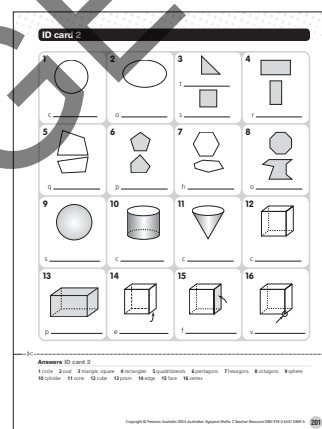 ID card 2
1 2 3 4
t
c o s r
5 6 7 8
q p h o
9 10 11 12
s c c c
13 14 15 16
p e f v
Answers ID card 2
1 circle 2 oval 3 triangle, square 4 rectangles 5 quadrilaterals 6 pentagons 7 hexagons 8 octagons 9 sphere
10 cylinder 11 cone 12 cube 13 prism 14 edge 15 face 16 vertex
201